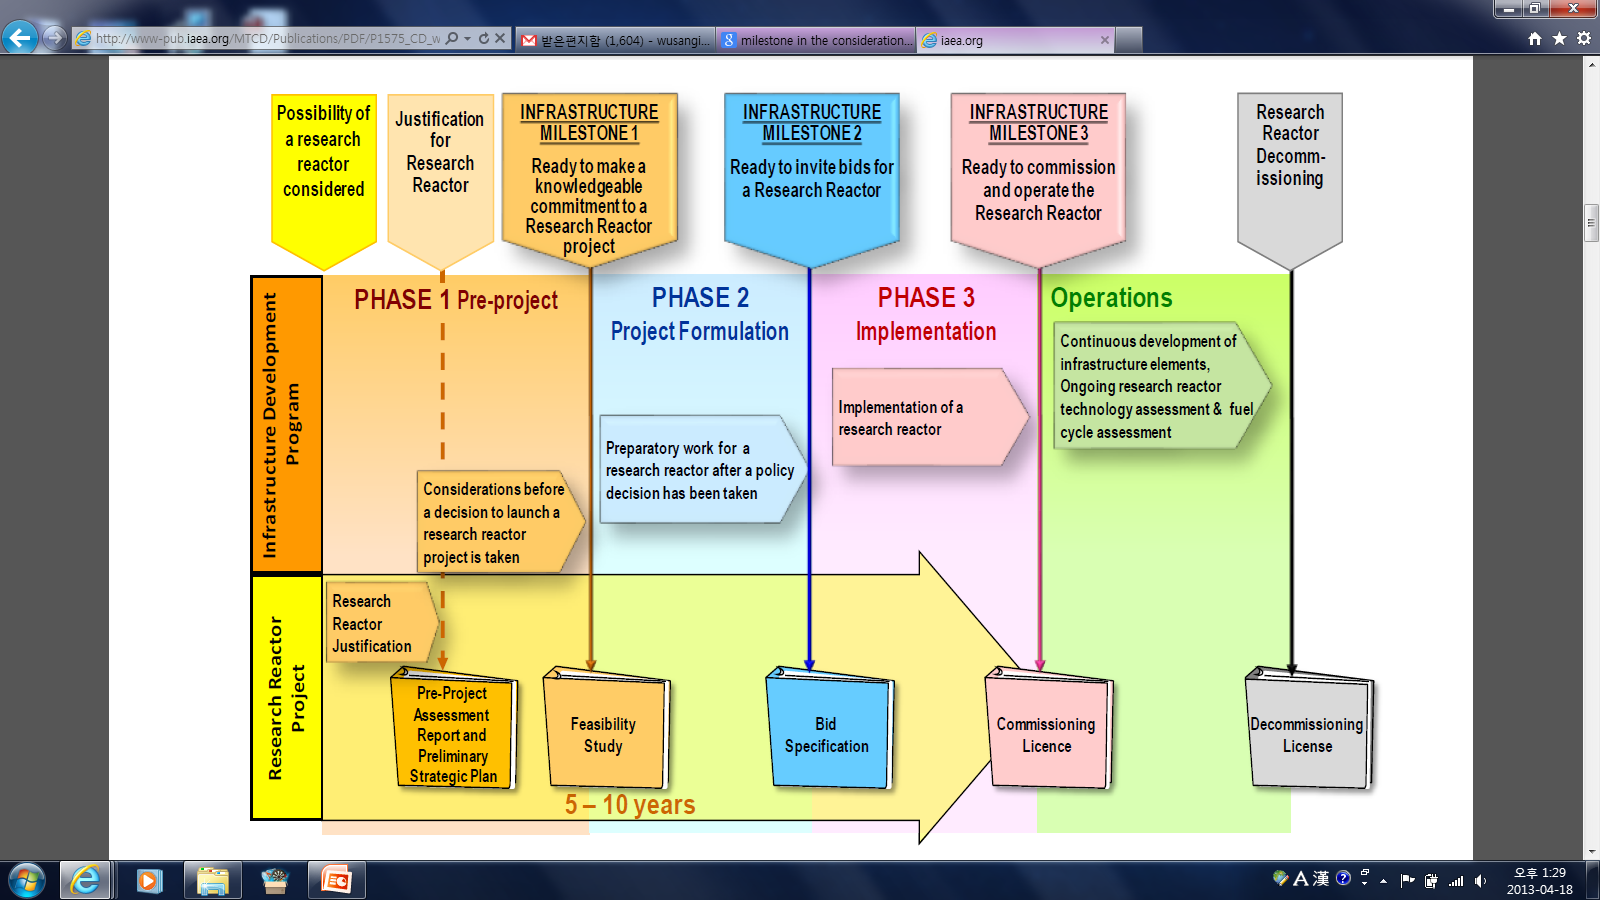 http://www-pub.iaea.org/MTCD/Publications/PDF/P1575_CD_w
받은편지함 (1,604) - wusangi...
milestone in the consideration...
iaea.org
Possibility of
a research
reactor
considered
Justification
for
Research
Reactor
INFRASTRUCTURE
MILESTONE 1
Ready to make a
knowledgeable
commitment to a
Research Reactor
project
INFRASTRUCTURE
MILESTONE 2
Ready to invite bids for
a Research Reactor
INFRASTRUCTURE
MILESTONE 3
Ready to commission
and operate the
Research Reactor
Research
Reactor
Decomm-
issioning
Infrastructure Development
Program
PHASE 1 Pre-project
PHASE 2
Project Formulation
PHASE 3
Implementation
Operations
Considerations before
a decision to launch a
research reactor
project is taken
Preparatory work for a
research reactor after a policy
decision has been taken
Implementation of a
research reactor
Continuous development of
infrastructure elements,
Ongoing research reactor
technology assessment & fuel
cycle assessment
Research Reactor
Project
Research
Reactor
Justification
Pre-Project
Assessment
Report and
Preliminary
Strategic Plan
Feasibility
Study
Bid
Specification
Commissioning
Licence
Decommissioning
License
5 – 10 years
A 漢
오후 1:29
2013-04-18